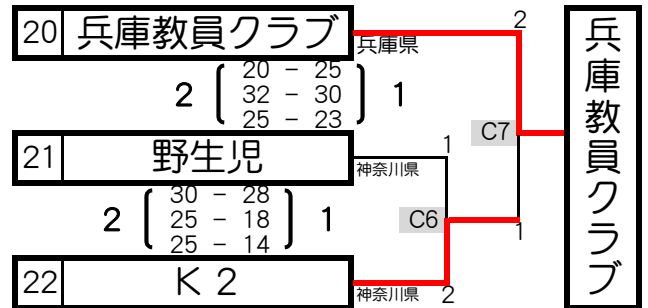 20 兵庫教員クラブ 兵庫県 2
20 - 25
2 32 - 30 1
25 - 23
C7
21 野生児 神奈川県 1
30 - 28
2 25 - 18 1
25 - 14
C6 1
22 K2 神奈川県 2
兵庫教員クラブ